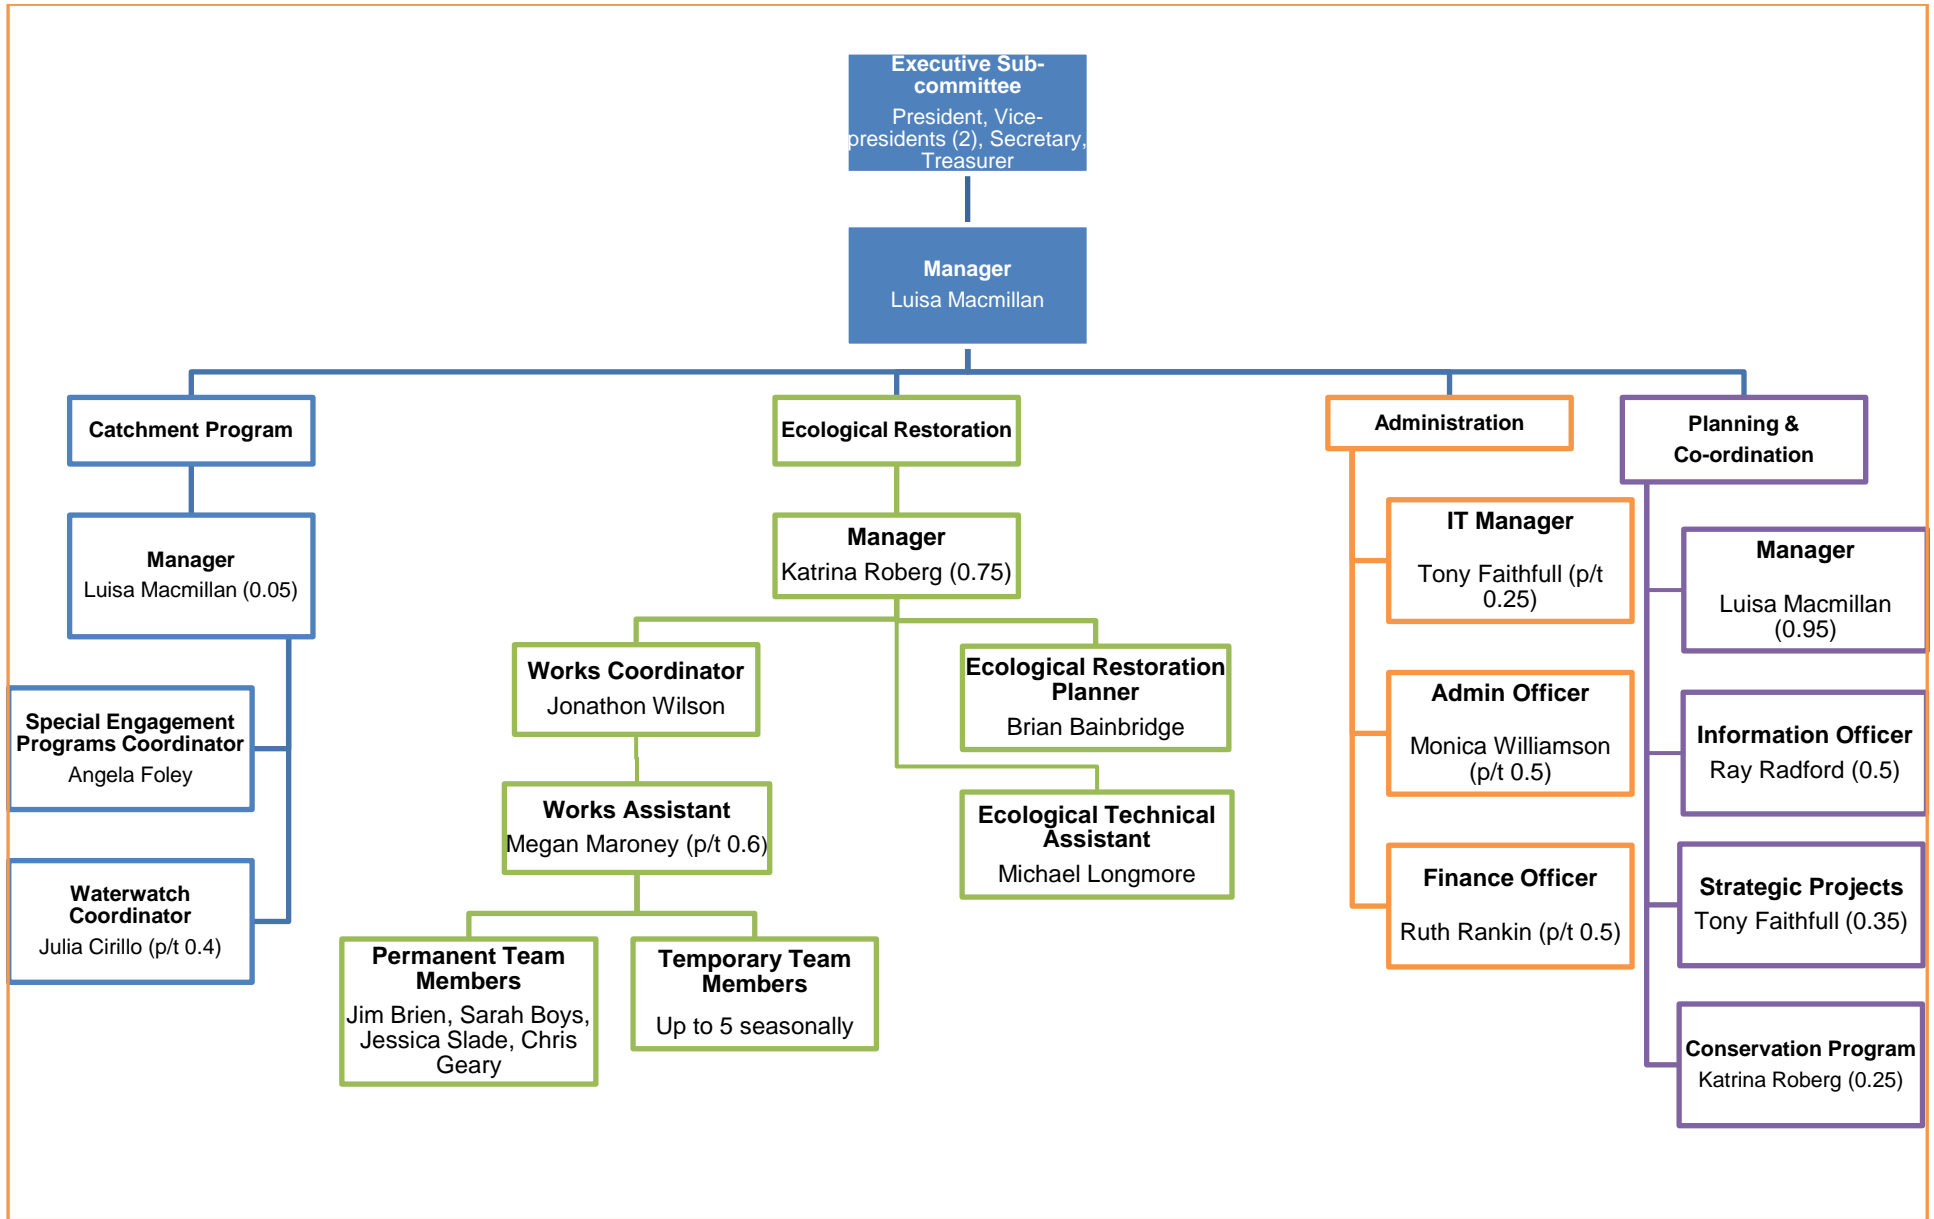 Executive Sub-
committee
President, Vice-
presidents (2), Secretary,
Treasurer
Manager
Luisa Macmillan
Catchment Program
Manager
Luisa Macmillan (0.05)
Special Engagement
Programs Coordinator
Angela Foley
Waterwatch
Coordinator
Julia Cirillo (p/t 0.4)
Ecological Restoration
Manager
Katrina Roberg (0.75)
Works Coordinator
Jonathon Wilson
Works Assistant
Megan Maroney (p/t 0.6)
Permanent Team
Members
Jim Brien, Sarah Boys,
Jessica Slade, Chris
Geary
Temporary Team
Members
Up to 5 seasonally
Ecological Restoration
Planner
Brian Bainbridge
Ecological Technical
Assistant
Michael Longmore
Administration
IT Manager
Tony Faithfull (p/t
0.25)
Admin Officer
Monica Williamson
(p/t 0.5)
Finance Officer
Ruth Rankin (p/t 0.5)
Planning &
Co-ordination
Manager
Luisa Macmillan
(0.95)
Information Officer
Ray Radford (0.5)
Strategic Projects
Tony Faithfull (0.35)
Conservation Program
Katrina Roberg (0.25)